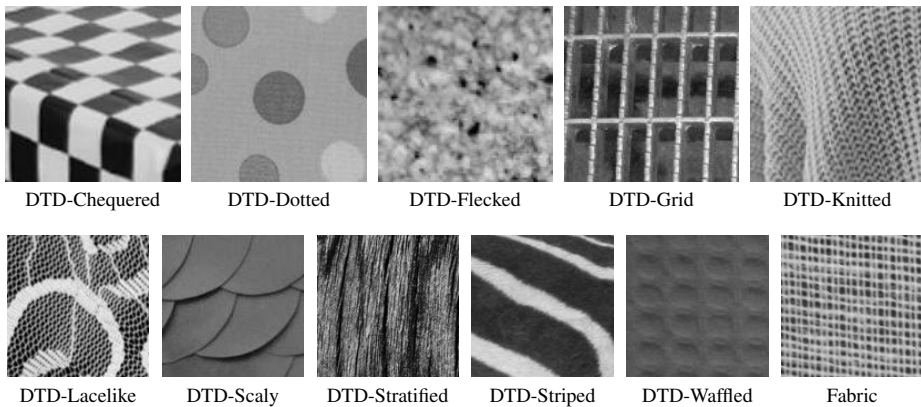 DTD-Chequered DTD-Dotted DTD-Flecked DTD-Grid DTD-Knitted
DTD-Lacelike DTD-Scaly DTD-Stratified DTD-Striped DTD-Waffled Fabric